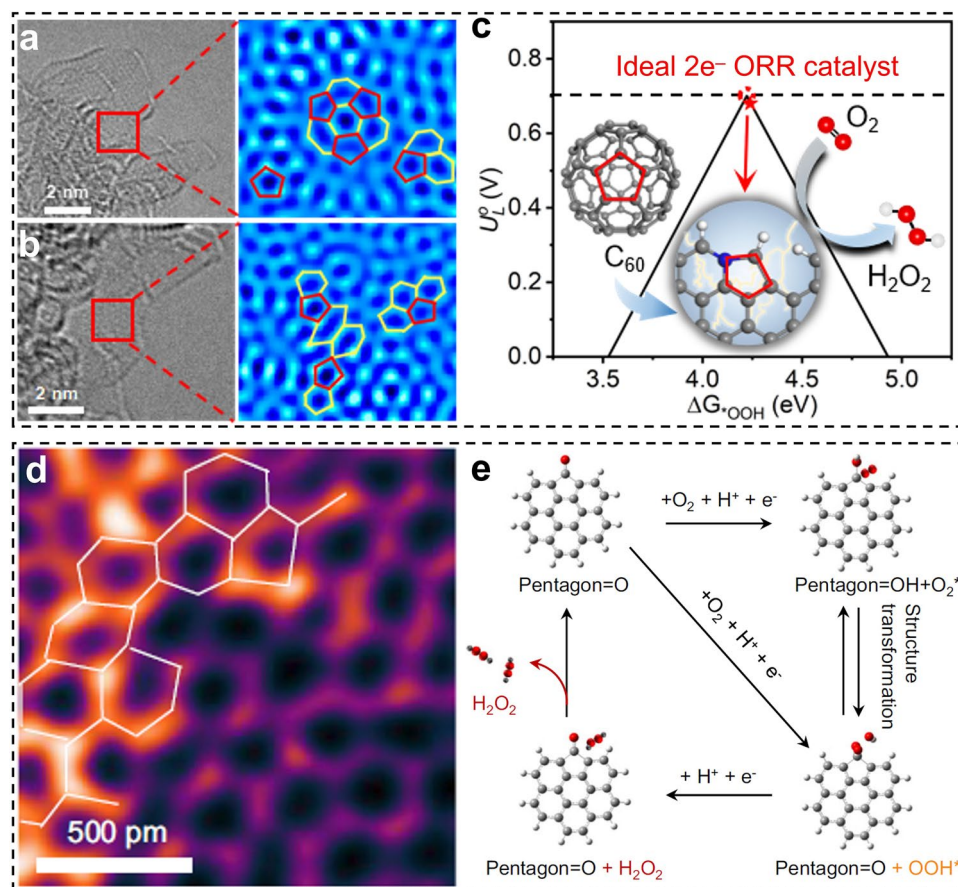 a
2 nm
b
2 nm
c
Ideal 2e⁻ ORR catalyst
O₂
C₆₀
H₂O₂
U_L^o (V)
0.8
0.6
0.4
0.2
0.0
3.5
4.0
4.5
5.0
ΔG*OOH (eV)
d
500 pm
e
+O₂ + H⁺ + e⁻
Pentagon=O
Pentagon=OH+O₂*
+O₂ + H⁺ + e⁻
Structure
transformation
H₂O₂
+ H⁺ + e⁻
Pentagon=O + H₂O₂
Pentagon=O + OOH*